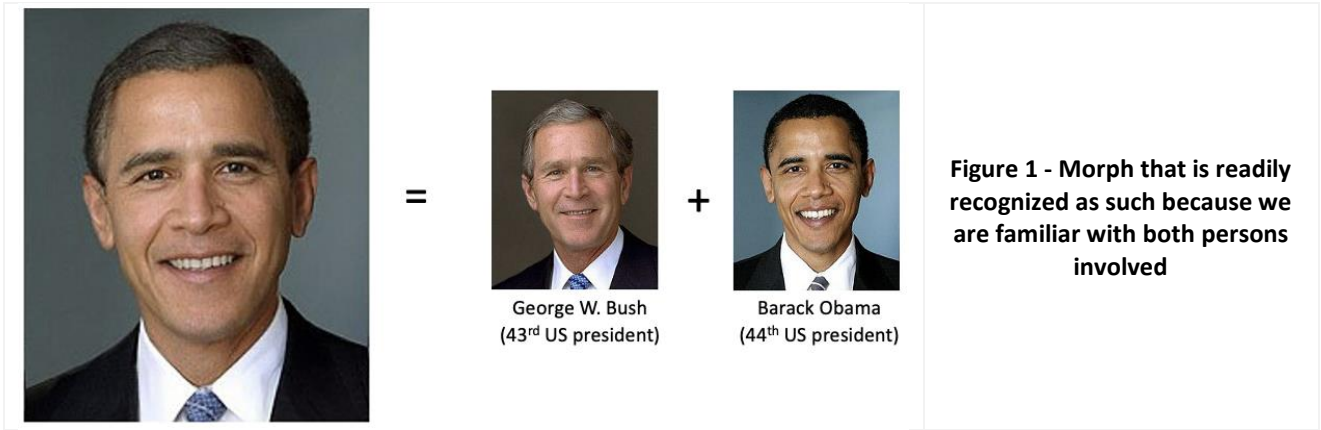 =
+
George W. Bush
(43rd US president)
Barack Obama
(44th US president)
Figure 1 - Morph that is readily
recognized as such because we
are familiar with both persons
involved